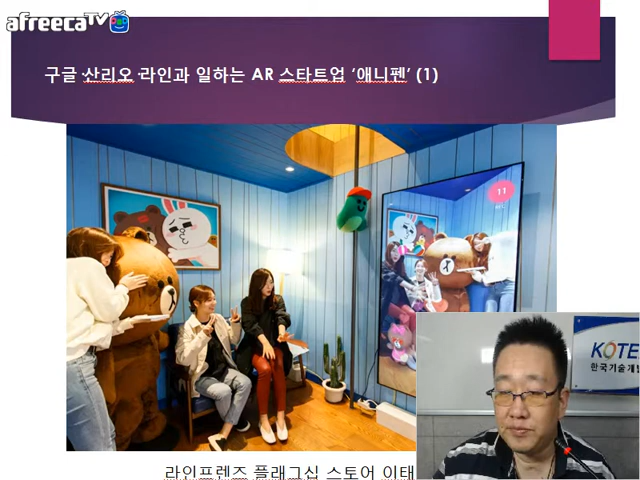 afreecaTV
구글 산리오 라인과 일하는 AR 스타트업 ‘애니펜’ (1)
11
KOTE
한국기술개
라인프렌즈 플래그십 스토어 이태